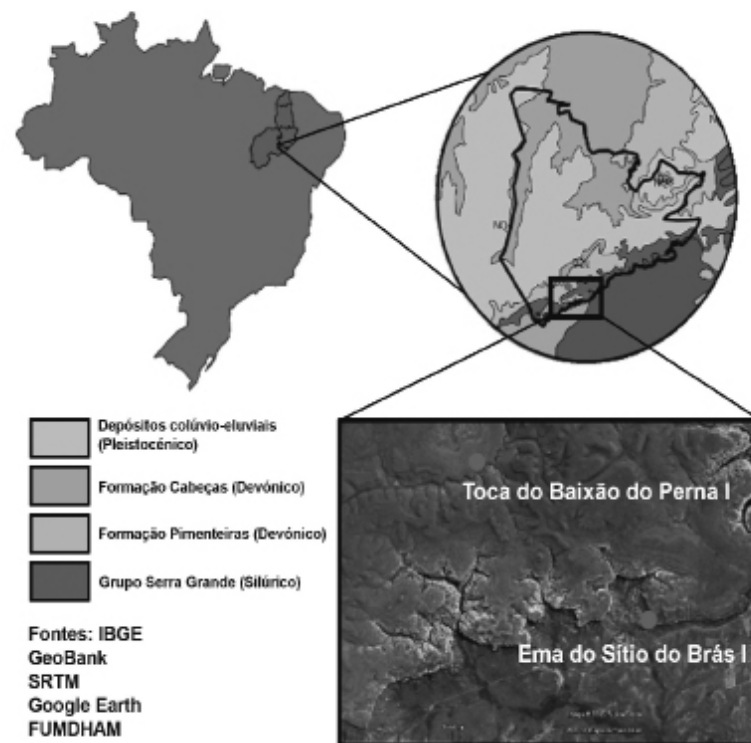 Depósitos colúvio-eluviais
(Pleistocénico)
Formação Cabeças (Devónico)
Formação Pimenteiras (Devónico)
Grupo Serra Grande (Silúrico)
Fontes: IBGE
GeoBank
SRTM
Google Earth
FUMDHAM
Toca do Baixão do Perna I
Ema do Sítio do Brás I